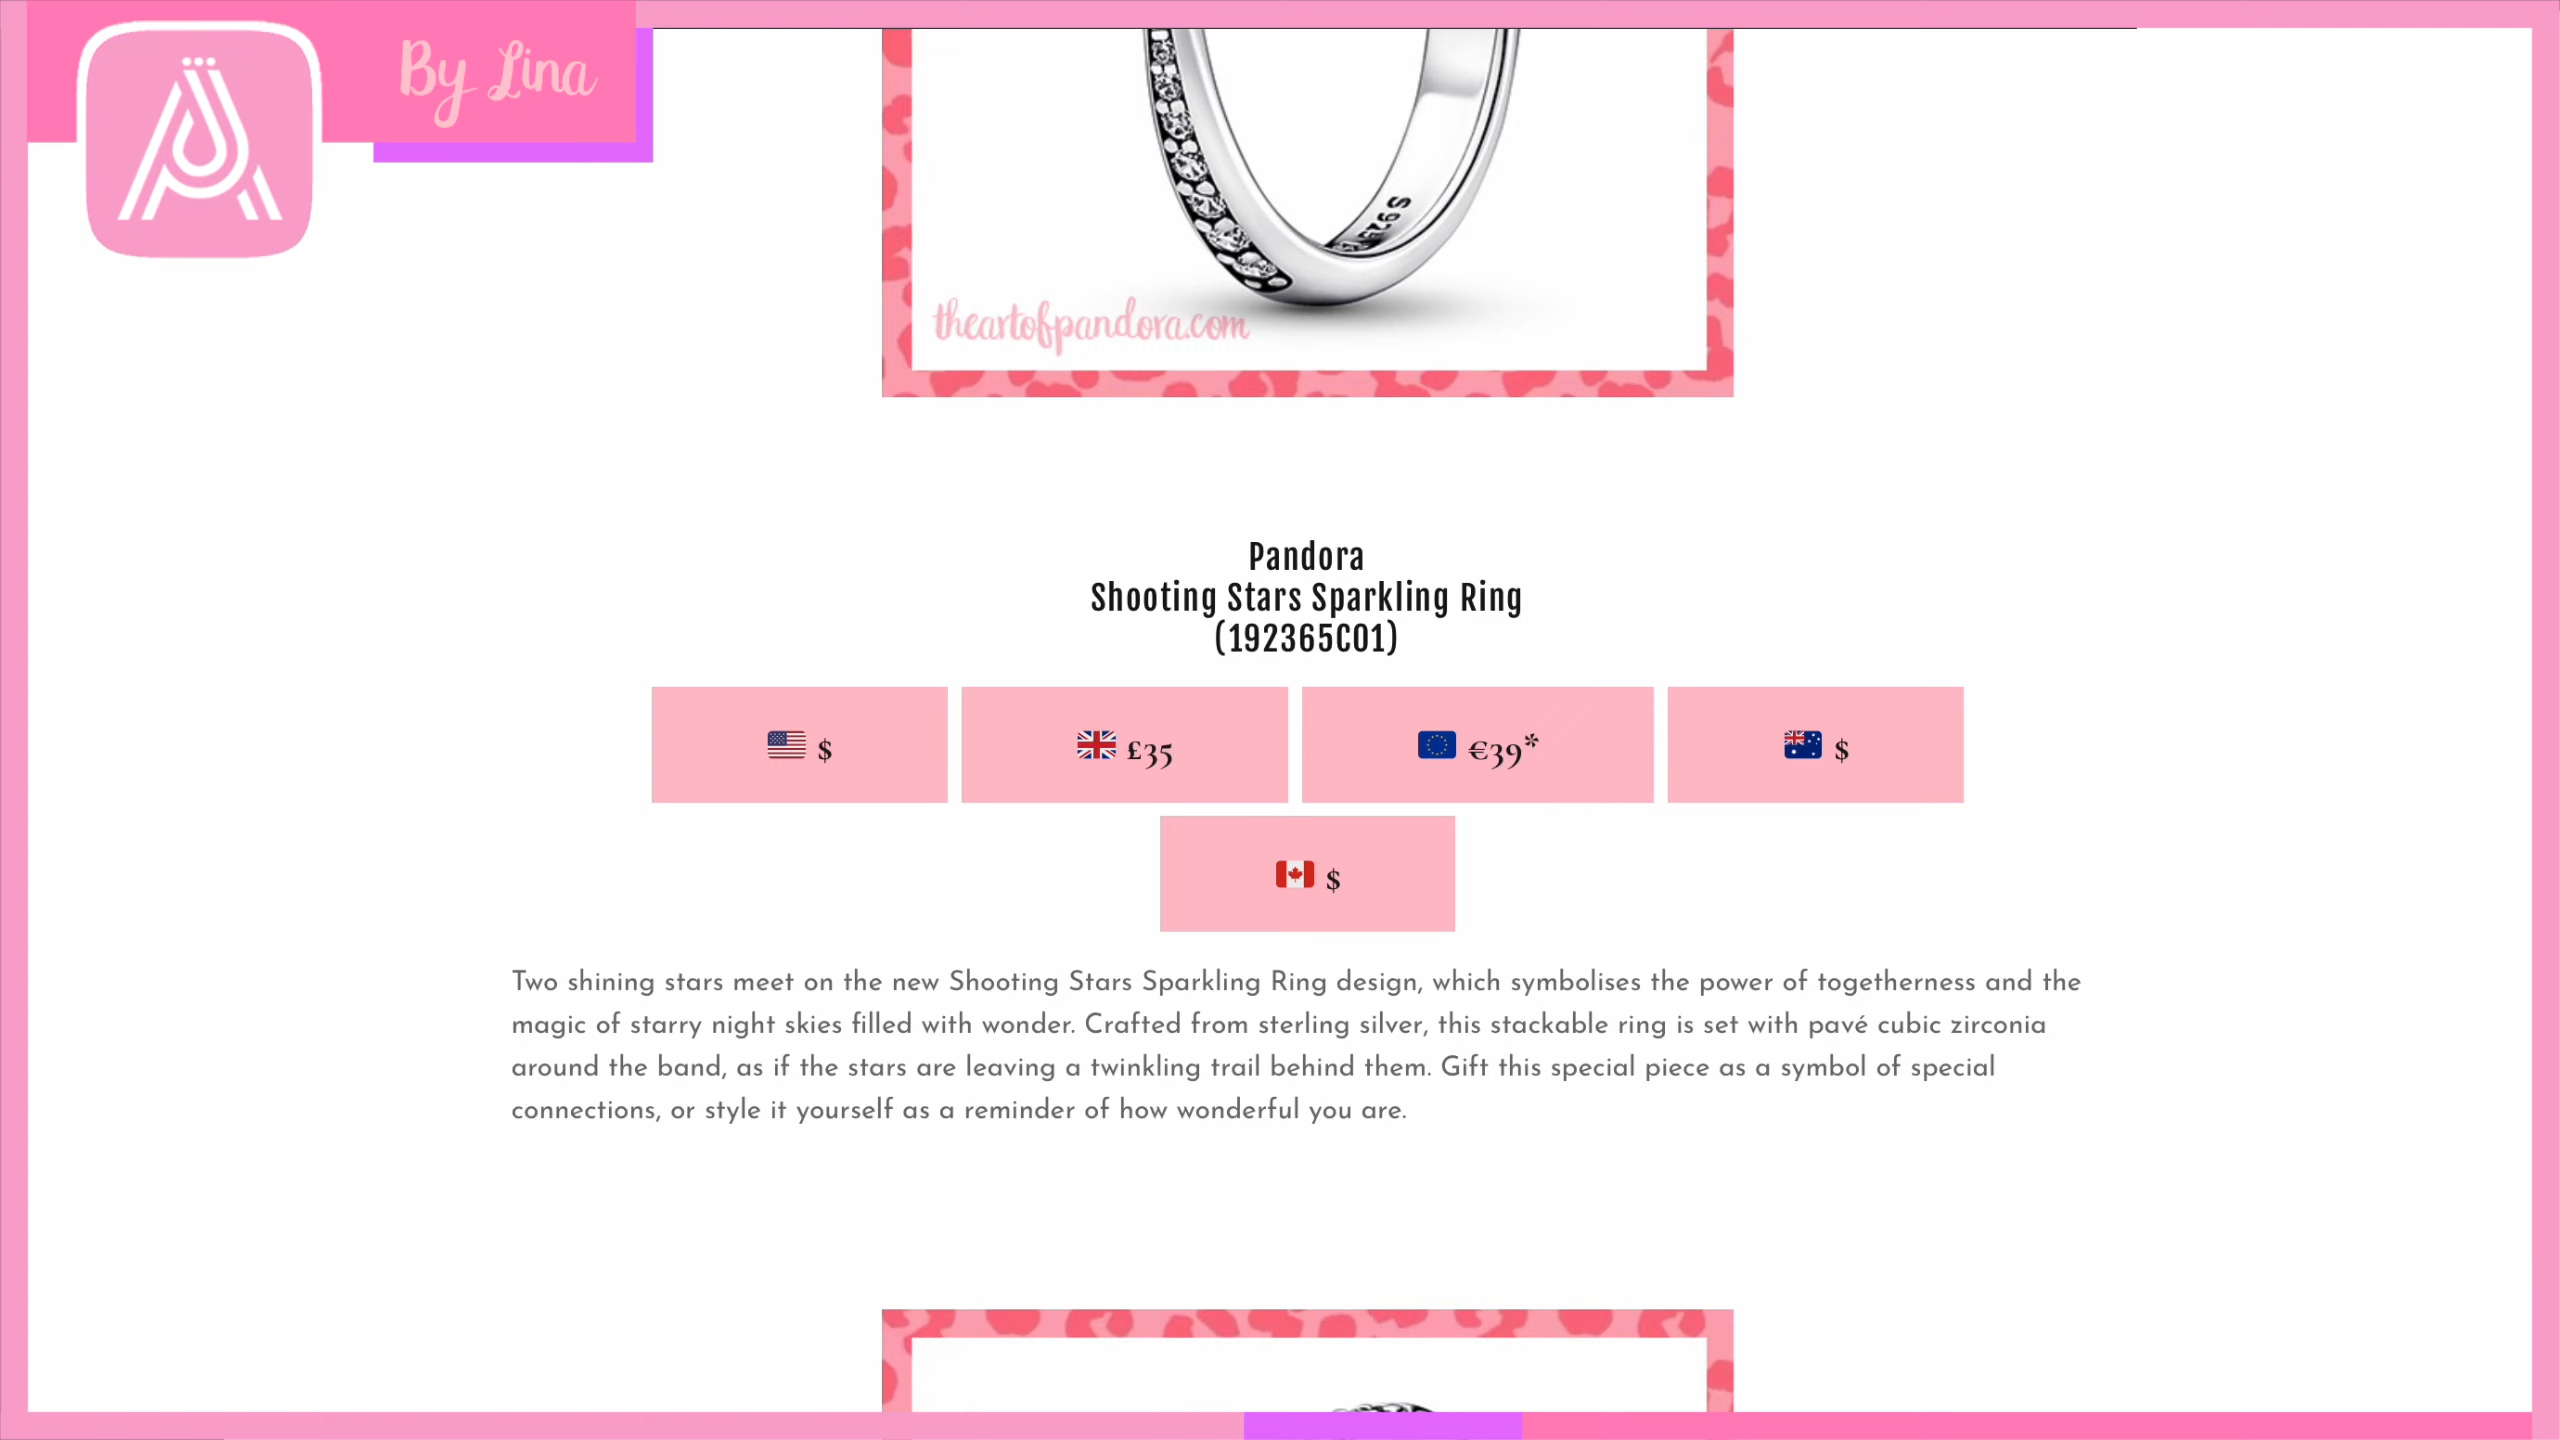 By Lina
S925
theartofpandora.com
Pandora
Shooting Stars Sparkling Ring
(192365C01)
$
£35
€39*
$
$
Two shining stars meet on the new Shooting Stars Sparkling Ring design, which symbolises the power of togetherness and the
magic of starry night skies filled with wonder. Crafted from sterling silver, this stackable ring is set with pavé cubic zirconia
around the band, as if the stars are leaving a twinkling trail behind them. Gift this special piece as a symbol of special
connections, or style it yourself as a reminder of how wonderful you are.